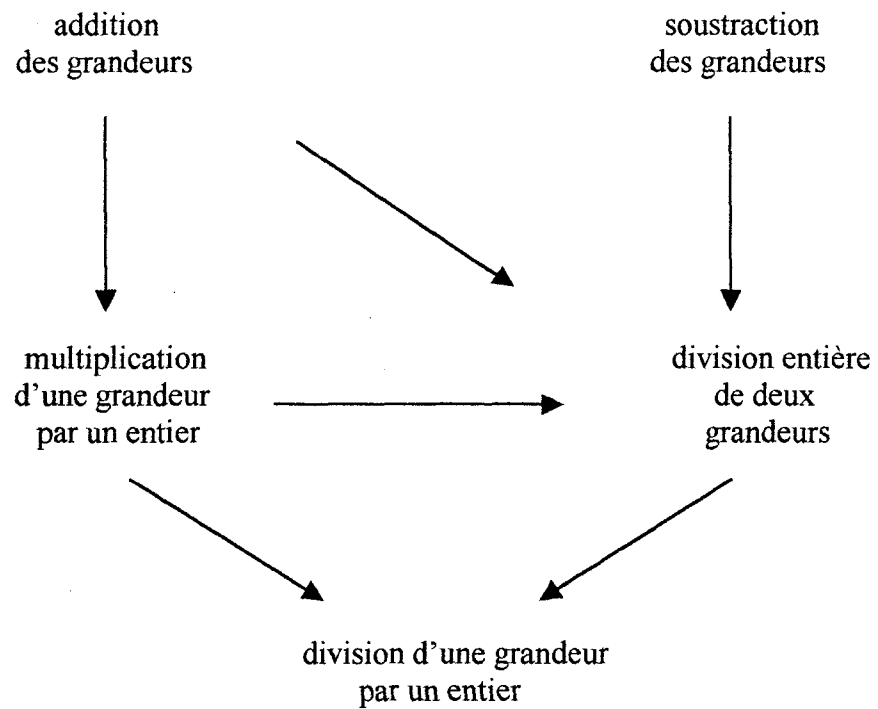 addition
des grandeurs
soustraction
des grandeurs
multiplication
d'une grandeur
par un entier
division entière
de deux
grandeurs
division d'une grandeur
par un entier